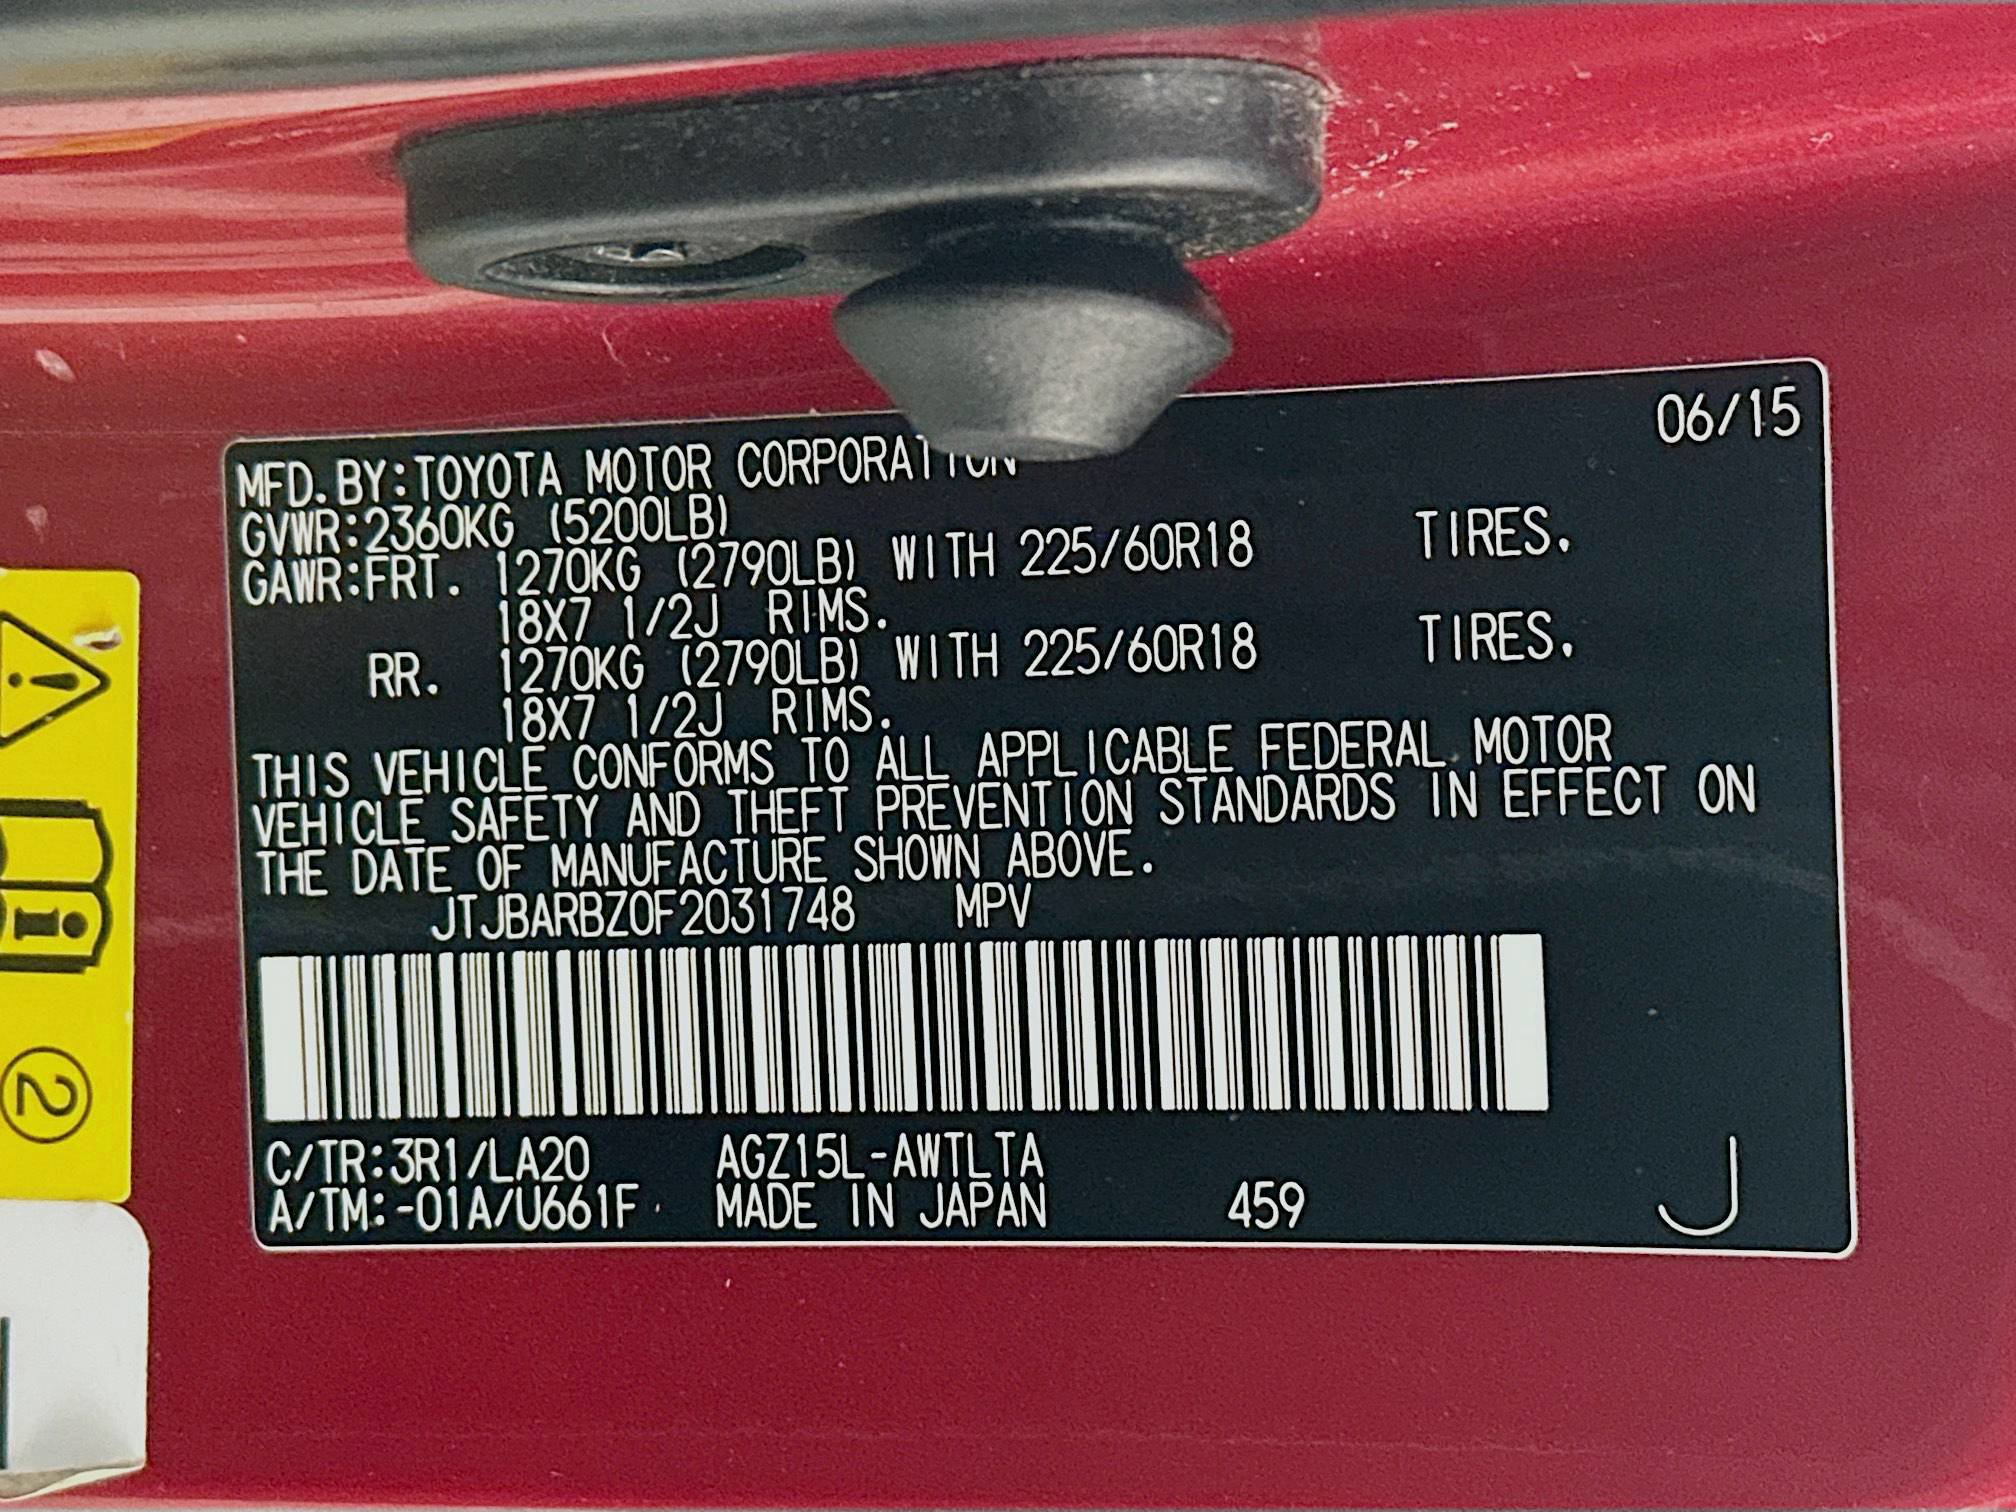 06/15
MFD.BY:TOYOTA MOTOR CORPORATION
GVWR:2360KG (5200LB)
GAWR:FRT. 1270KG (2790LB) WITH 225/60R18 TIRES.
18X7 1/2J RIMS.
RR. 1270KG (2790LB) WITH 225/60R18 TIRES.
18X7 1/2J RIMS.
THIS VEHICLE CONFORMS TO ALL APPLICABLE FEDERAL MOTOR
VEHICLE SAFETY AND THEFT PREVENTION STANDARDS IN EFFECT ON
THE DATE OF MANUFACTURE SHOWN ABOVE.
JTJBARBZ0F2031748 MPV
C/TR:3R1/LA20 AGZ15L-AWTLTA
A/TM:-01A/U661F MADE IN JAPAN 459 J
2